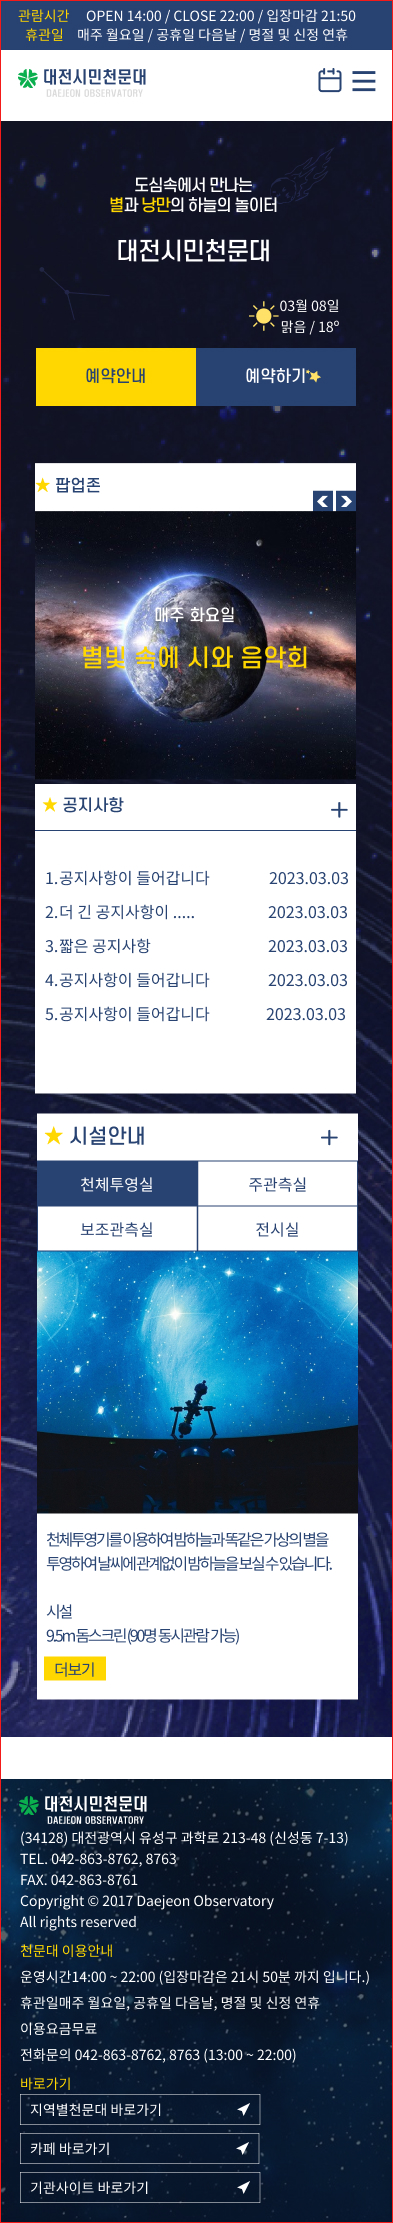 관람시간 OPEN 14:00 / CLOSE 22:00 / 입장마감 21:50
휴관일 매주 월요일 / 공휴일 다음날 / 명절 및 신정 연휴
대전시민천문대
DAEJEON OBSERVATORY
도심속에서 만나는
별과 낭만의 하늘의 놀이터
대전시민천문대
03월 08일
맑음 / 18º
예약안내 예약하기
팝업존
매주 화요일
별빛 속에 시와 음악회
공지사항
1.공지사항이 들어갑니다 2023.03.03
2.더 긴 공지사항이 ..... 2023.03.03
3.짧은 공지사항 2023.03.03
4.공지사항이 들어갑니다 2023.03.03
5.공지사항이 들어갑니다 2023.03.03
시설안내
천체투영실 주관측실
보조관측실 전시실
천체투영기를 이용하여 밤하늘과 똑같은 가상의 별을
투영하여 날씨에 관계없이 밤하늘을 보실 수 있습니다.
시설
9.5m 돔스크린 (90명 동시관람 가능)
더보기
대전시민천문대
DAEJEON OBSERVATORY
(34128) 대전광역시 유성구 과학로 213-48 (신성동 7-13)
TEL. 042-863-8762, 8763
FAX. 042-863-8761
Copyright © 2017 Daejeon Observatory
All rights reserved
천문대 이용안내
운영시간14:00 ~ 22:00 (입장마감은 21시 50분 까지 입니다.)
휴관일매주 월요일, 공휴일 다음날, 명절 및 신정 연휴
이용요금무료
전화문의 042-863-8762, 8763 (13:00 ~ 22:00)
바로가기
지역별천문대 바로가기
카페 바로가기
기관사이트 바로가기